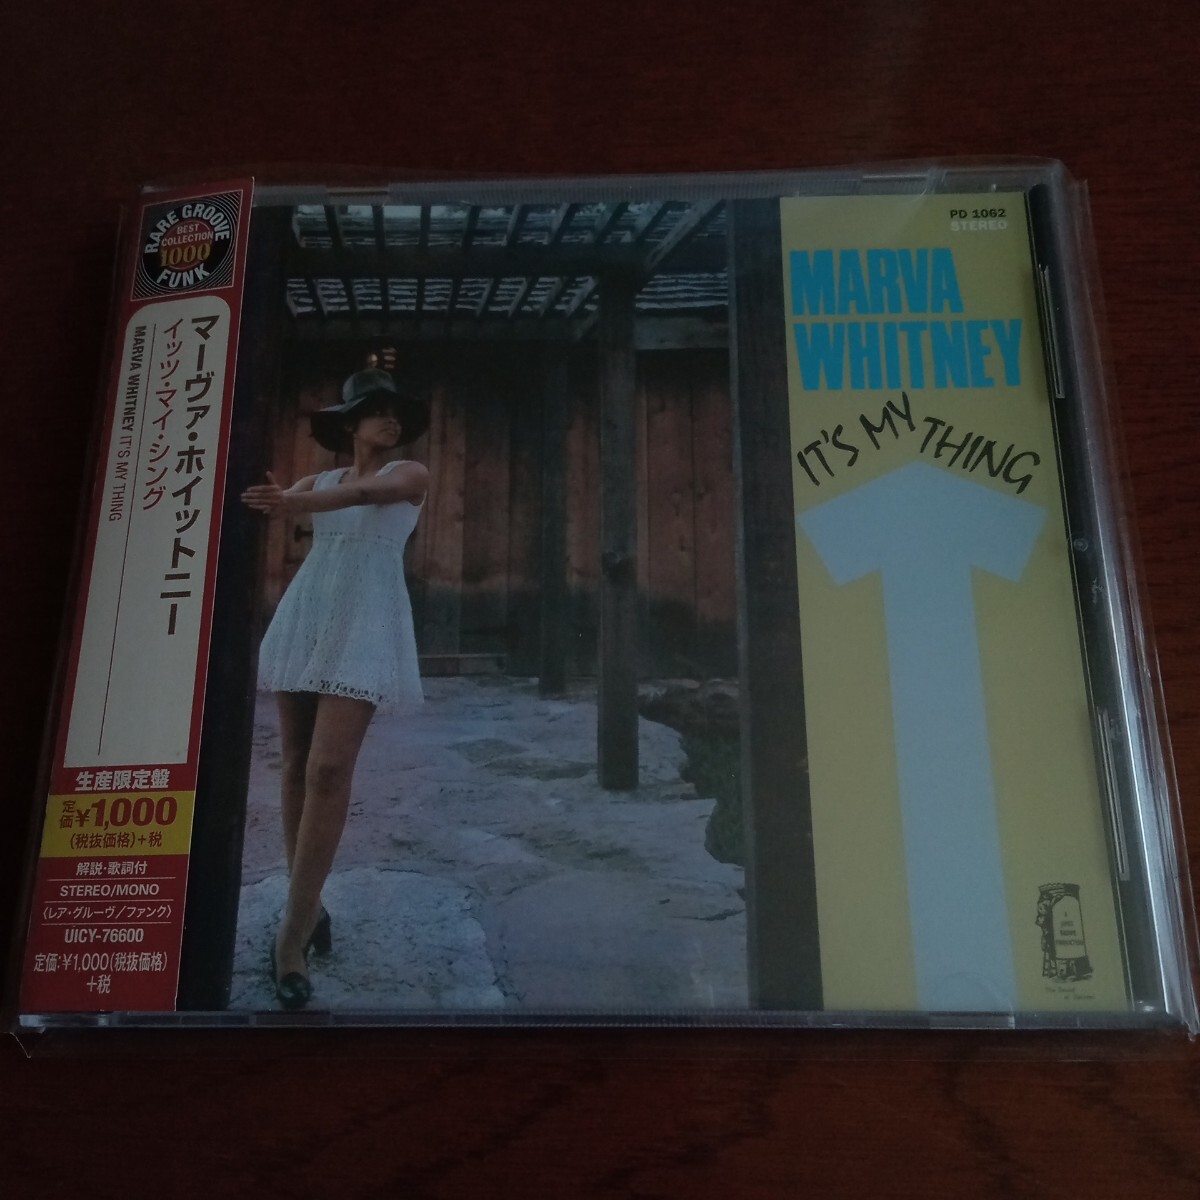 RARE GROOVE
BEST
COLLECTION
1000
FUNK
マーヴァ・ホイットニー
イッツ・マイ・シング
MARVA WHITNEY IT'S MY THING
生産限定盤
定価¥1,000
(税抜価格)+税
解説・歌詞付
STEREO/MONO
〈レア・グルーヴ/ファンク〉
UICY-76600
定価:¥1,000(税抜価格)
+税
PD 1062
STEREO
MARVA
WHITNEY
IT'S MY THING
A
PRODUCTION